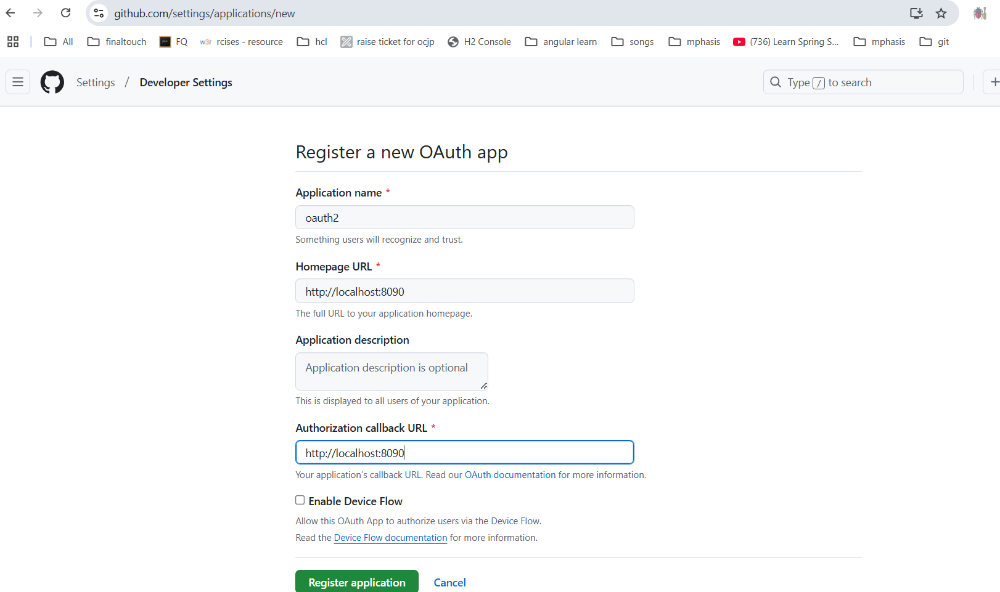 github.com/settings/applications/new
All finaltouch FQ w3r rcises - resource hcl raise ticket for ocjp H2 Console angular learn songs mphasis (736) Learn Spring S... mphasis git
Settings / Developer Settings Type / to search
Register a new OAuth app
Application name *
oauth2
Something users will recognize and trust.
Homepage URL *
http://localhost:8090
The full URL to your application homepage.
Application description
Application description is optional
This is displayed to all users of your application.
Authorization callback URL *
http://localhost:8090
Your application's callback URL. Read our OAuth documentation for more information.
Enable Device Flow
Allow this OAuth App to authorize users via the Device Flow.
Read the Device Flow documentation for more information.
Register application Cancel